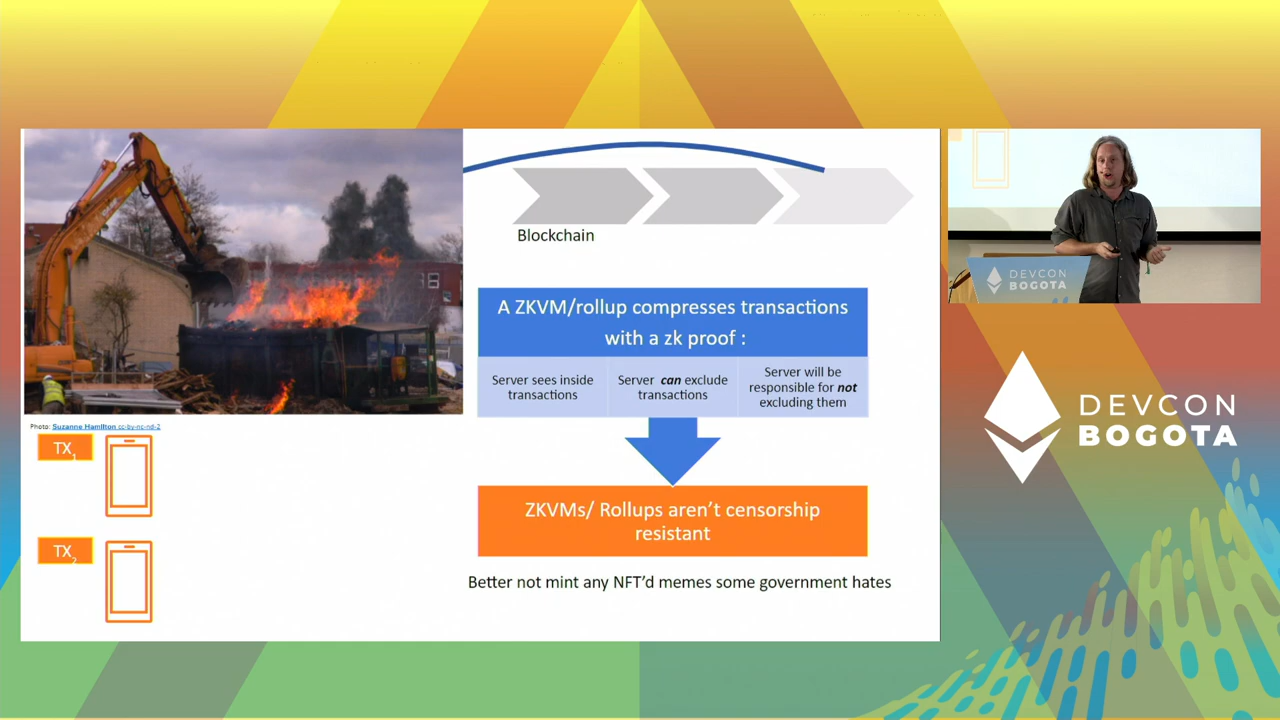 Blockchain
A ZKVM/rollup compresses transactions
with a zk proof :
Server sees inside
transactions
Server can exclude
transactions
Server will be
responsible for not
excluding them
ZKVMs/ Rollups aren’t censorship
resistant
Better not mint any NFT’d memes some government hates
Photo: Suzanne Hamilton cc-by-nc-nd-2
TX1
TX2
DEVCON
BOGOTA
DEVCON
BOGOTA